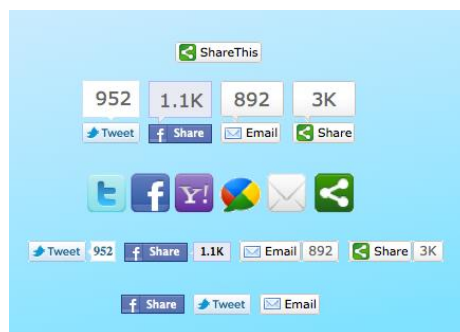 ShareThis
952 1.1K 892 3K
Tweet f Share Email Share
t f Y!
Tweet 952 f Share 1.1K Email 892 Share 3K
f Share Tweet Email